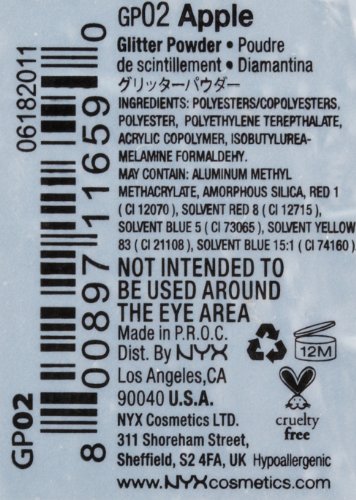 GP02 Apple
Glitter Powder • Poudre
de scintillement • Diamantina
グリッターパウダー
INGREDIENTS: POLYESTERS/COPOLYESTERS,
POLYESTER, POLYETHYLENE TEREPTHALATE,
ACRYLIC COPOLYMER, ISOBUTYLUREA-
MELAMINE FORMALDEHY.
MAY CONTAIN: ALUMINUM METHYL
METHACRYLATE, AMORPHOUS SILICA, RED 1
( CI 12070 ), SOLVENT RED 8 ( CI 12715 ),
SOLVENT BLUE 5 ( CI 73065 ), SOLVENT YELLOW
83 ( CI 21108 ), SOLVENT BLUE 15:1 ( CI 74160 )
NOT INTENDED TO
BE USED AROUND
THE EYE AREA
Made in P.R.O.C.
Dist. By NYX
Los Angeles,CA
90040 U.S.A.
12M
cruelty
free
NYX Cosmetics LTD.
311 Shoreham Street,
Sheffield, S2 4FA, UK Hypoallergenic
www.NYXcosmetics.com
GP02
06182011
8 00897 11659 0